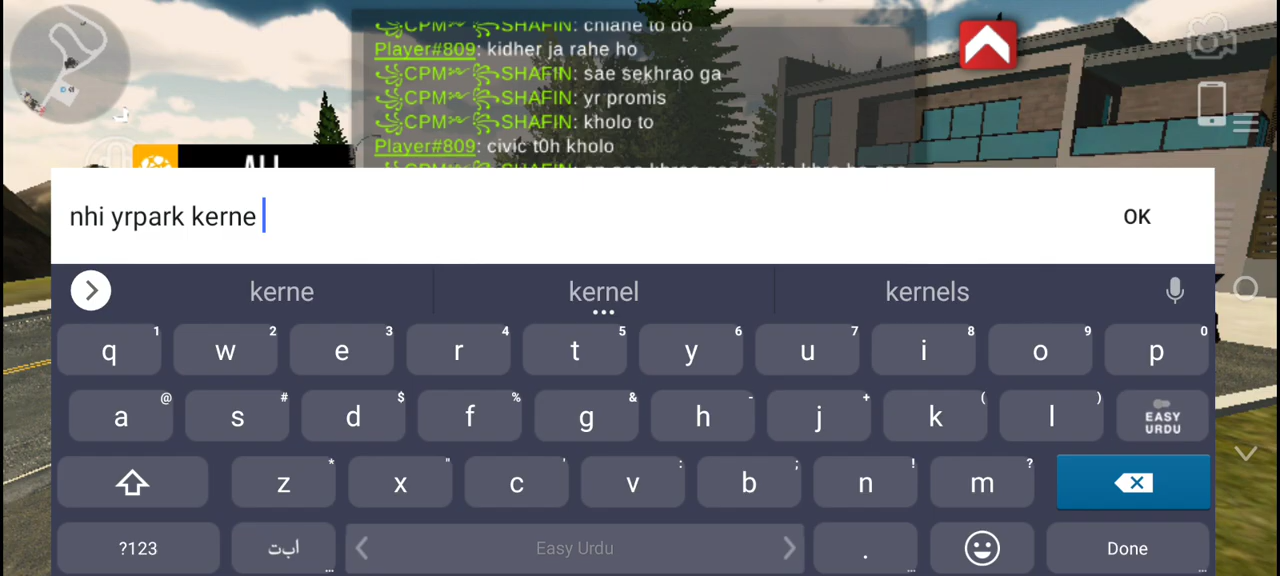 chlane to do
Player#809: kidher ja rahe ho
CPM SHAFIN: sae sekhrao ga
CPM SHAFIN: yr promis
CPM SHAFIN: kholo to
Player#809: civic t0h kholo
ALL
nhi yrpark kerne
OK
kerne kernel kernels
1 2 3 4 5 6 7 8 9 0
q w e r t y u i o p
@ # $ % & - + ( )
a s d f g h j k l EASY URDU
* " ' : ; ! ?
z x c v b n m
?123 ابت Easy Urdu . Done